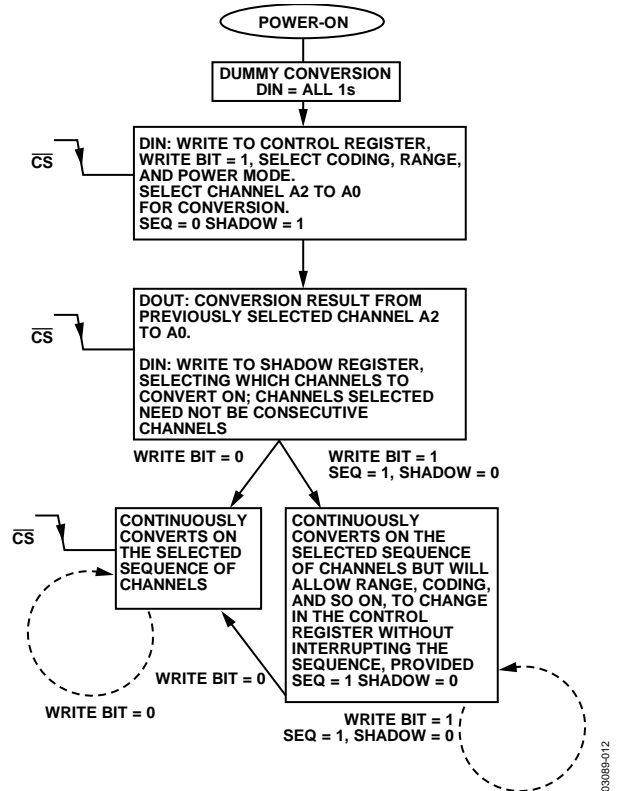 POWER-ON
DUMMY CONVERSION
DIN = ALL 1s
CS
DIN: WRITE TO CONTROL REGISTER,
WRITE BIT = 1, SELECT CODING, RANGE,
AND POWER MODE.
SELECT CHANNEL A2 TO A0
FOR CONVERSION.
SEQ = 0 SHADOW = 1
CS
DOUT: CONVERSION RESULT FROM
PREVIOUSLY SELECTED CHANNEL A2
TO A0.
DIN: WRITE TO SHADOW REGISTER,
SELECTING WHICH CHANNELS TO
CONVERT ON; CHANNELS SELECTED
NEED NOT BE CONSECUTIVE
CHANNELS
WRITE BIT = 0
WRITE BIT = 1
SEQ = 1, SHADOW = 0
CS
CONTINUOUSLY
CONVERTS ON
THE SELECTED
SEQUENCE OF
CHANNELS
CONTINUOUSLY
CONVERTS ON THE
SELECTED SEQUENCE
OF CHANNELS BUT WILL
ALLOW RANGE, CODING,
AND SO ON, TO CHANGE
IN THE CONTROL
REGISTER WITHOUT
INTERRUPTING THE
SEQUENCE, PROVIDED
SEQ = 1 SHADOW = 0
WRITE BIT = 0
WRITE BIT = 0
WRITE BIT = 1
SEQ = 1, SHADOW = 0
03089-012